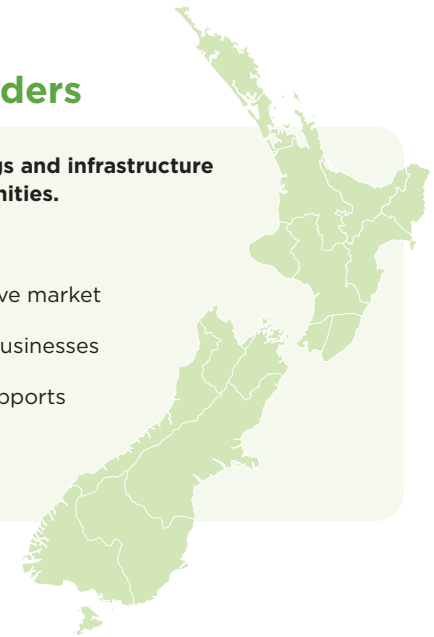 ders
gs and infrastructure
nities.
ve market
usinesses
pports